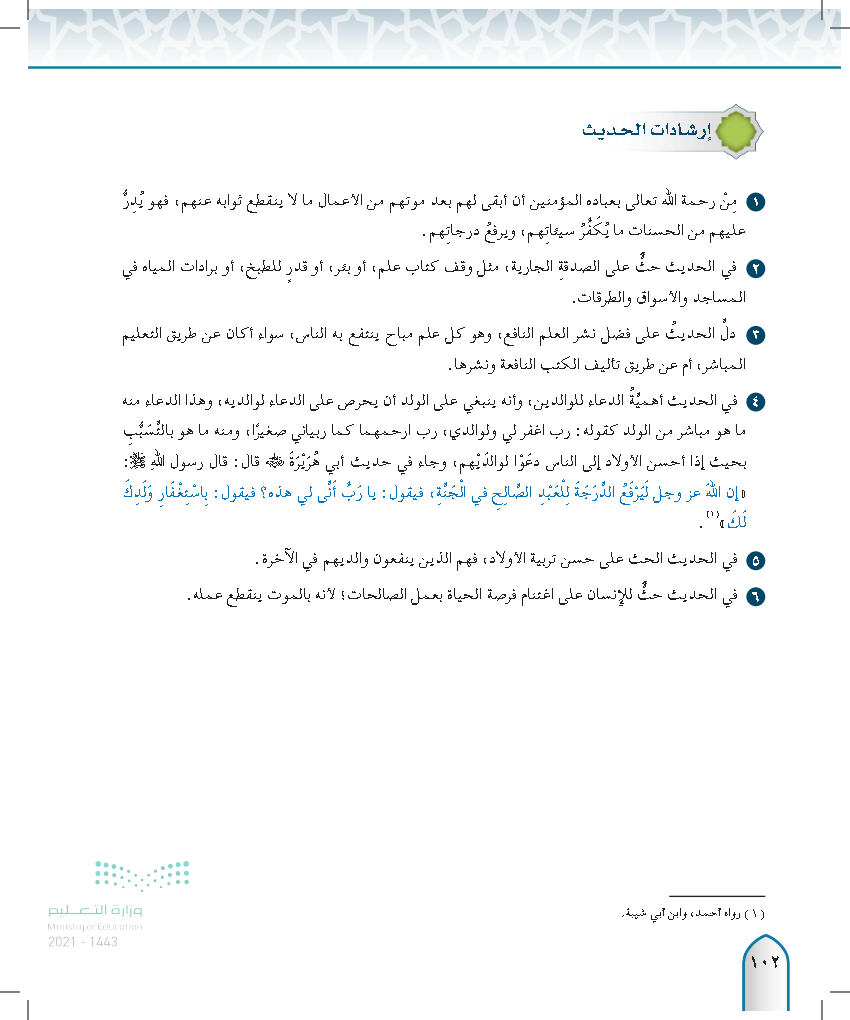 إرشادات الحديث
١ مِنْ رحمة الله تعالى بعباده المؤمنين أن أبقى لهم بعد موتهم من الأعمال ما لا ينقطع ثوابه عنهم، فهو يُدِرُّ
عليهم من الحسنات ما يُكَفِّرُ سيئاتِهم، ويرفعُ درجاتِهم.
٢ في الحديث حثٌّ على الصدقةِ الجارية، مثل وقف كتاب علم، أو بئر، أو قدرٍ للطبخ، أو برادات المياه في
المساجد والأسواق والطرقات.
٣ دلَّ الحديثُ على فضل نشر العلم النافع، وهو كل علم مباح ينتفع به الناس، سواء أكان عن طريق التعليم
المباشر، أم عن طريق تأليف الكتب النافعة ونشرها.
٤ في الحديث أهميَّةُ الدعاء للوالدين، وأنه ينبغي على الولد أن يحرص على الدعاء لوالديه، وهذا الدعاء منه
ما هو مباشر من الولد كقوله: رب اغفر لي ولوالدي، رب ارحمهما كما ربياني صغيرًا، ومنه ما هو بالتَّسَبُّبِ
بحيث إذا أحسن الأولاد إلى الناس دعَوْا لوالدَيْهم، وجاء في حديث أبي هُرَيْرَةَ رضي الله عنه قال: قال رسول اللهِ ﷺ:
«إن اللهَ عز وجل لَيَرْفَعُ الدَّرَجَةَ لِلْعَبْدِ الصَّالِحِ في الْجَنَّةِ، فيقول: يا رَبِّ أَنَّى لي هذه؟ فيقول: بِاسْتِغْفَارِ وَلَدِكَ
لَكَ»(١).
٥ في الحديث الحث على حسن تربية الأولاد، فهم الذين ينفعون والديهم في الآخرة.
٦ في الحديث حثٌّ للإنسان على اغتنام فرصة الحياة بعمل الصالحات؛ لأنه بالموت ينقطع عمله.
(١) رواه أحمد، وابن أبي شيبة.
وزارة التعليم
Ministry of Education
2021 - 1443
١٠٢